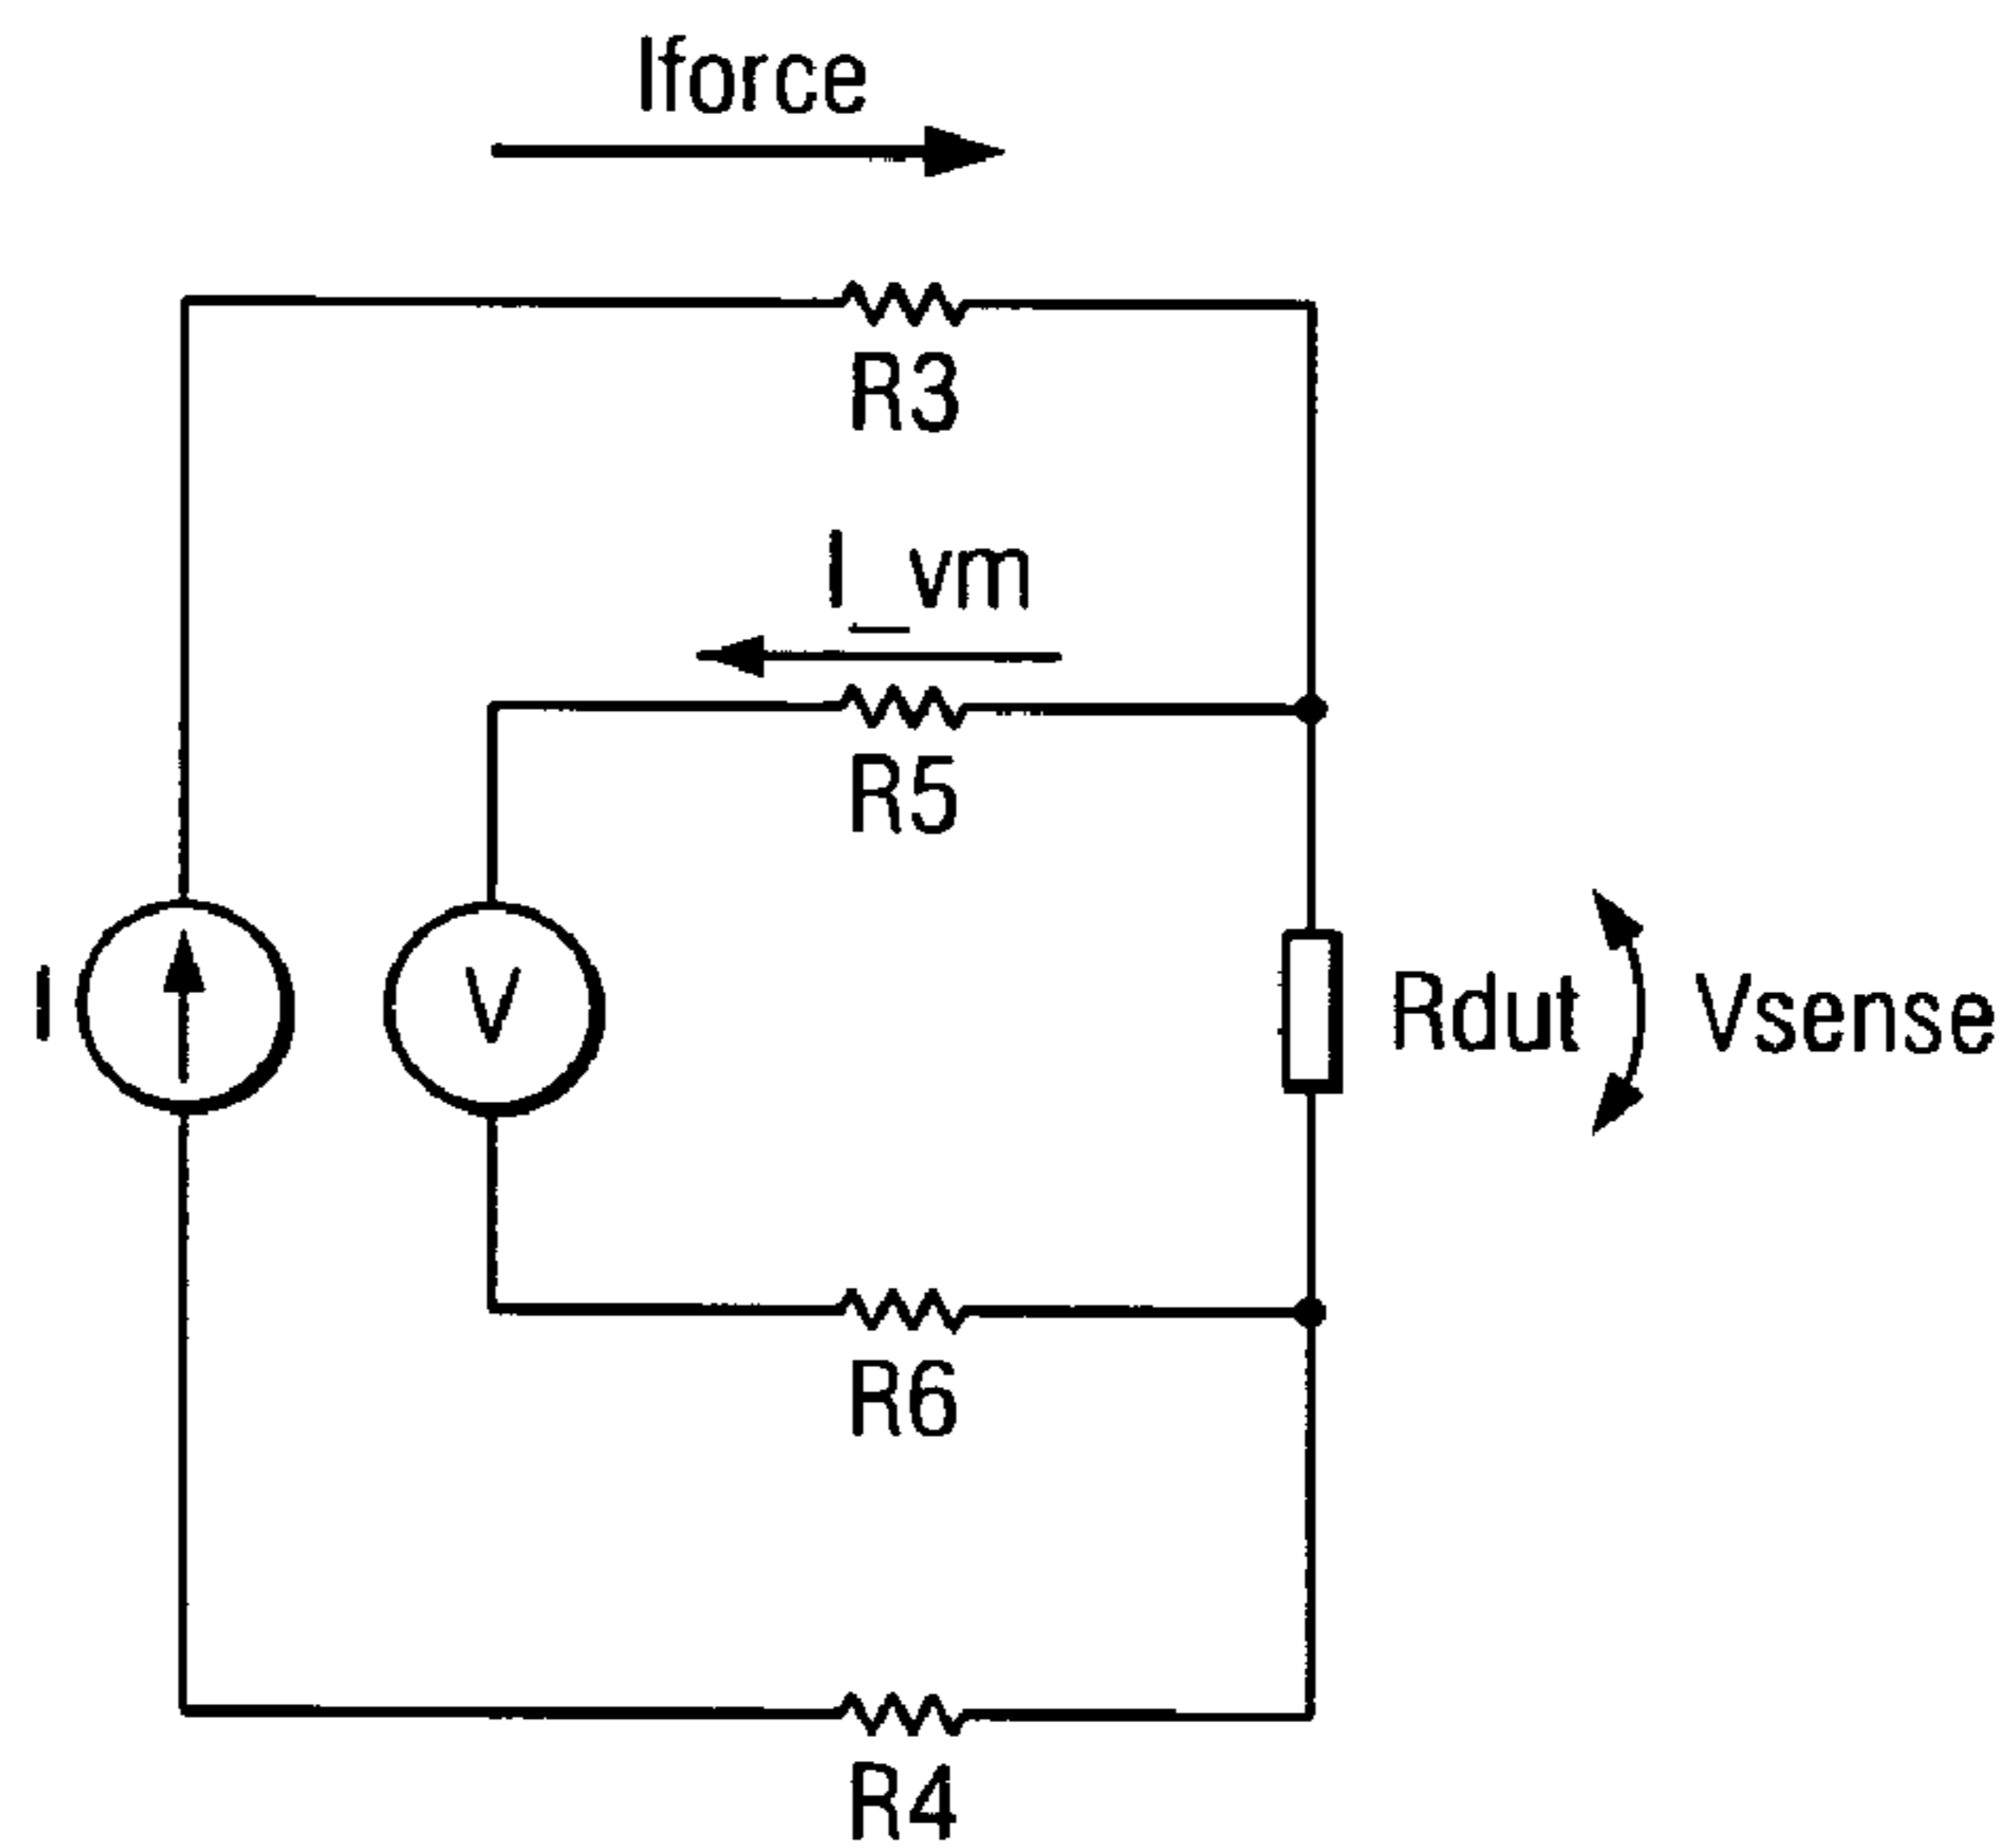 Iforce
R3
I_vm
R5
I
V
Rdut
Vsense
R6
R4